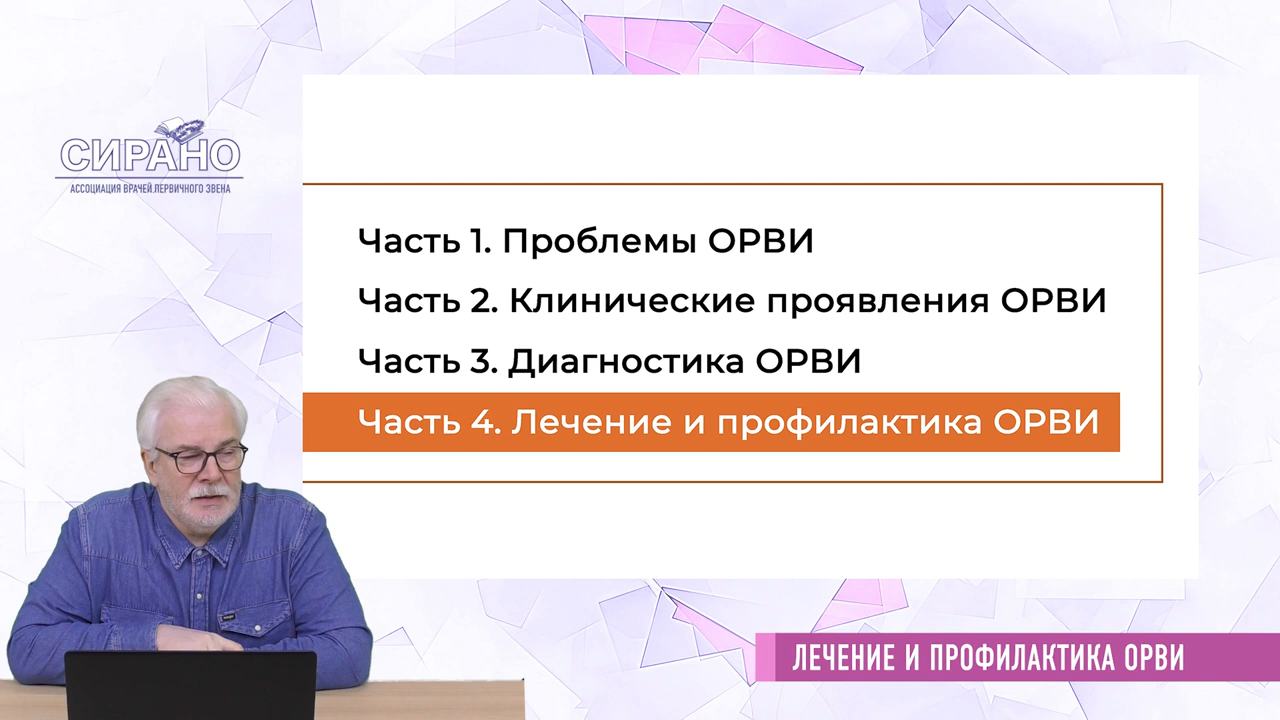 СИРАНО
АССОЦИАЦИЯ ВРАЧЕЙ ПЕРВИЧНОГО ЗВЕНА
Часть 1. Проблемы ОРВИ
Часть 2. Клинические проявления ОРВИ
Часть 3. Диагностика ОРВИ
Часть 4. Лечение и профилактика ОРВИ
ЛЕЧЕНИЕ И ПРОФИЛАКТИКА ОРВИ